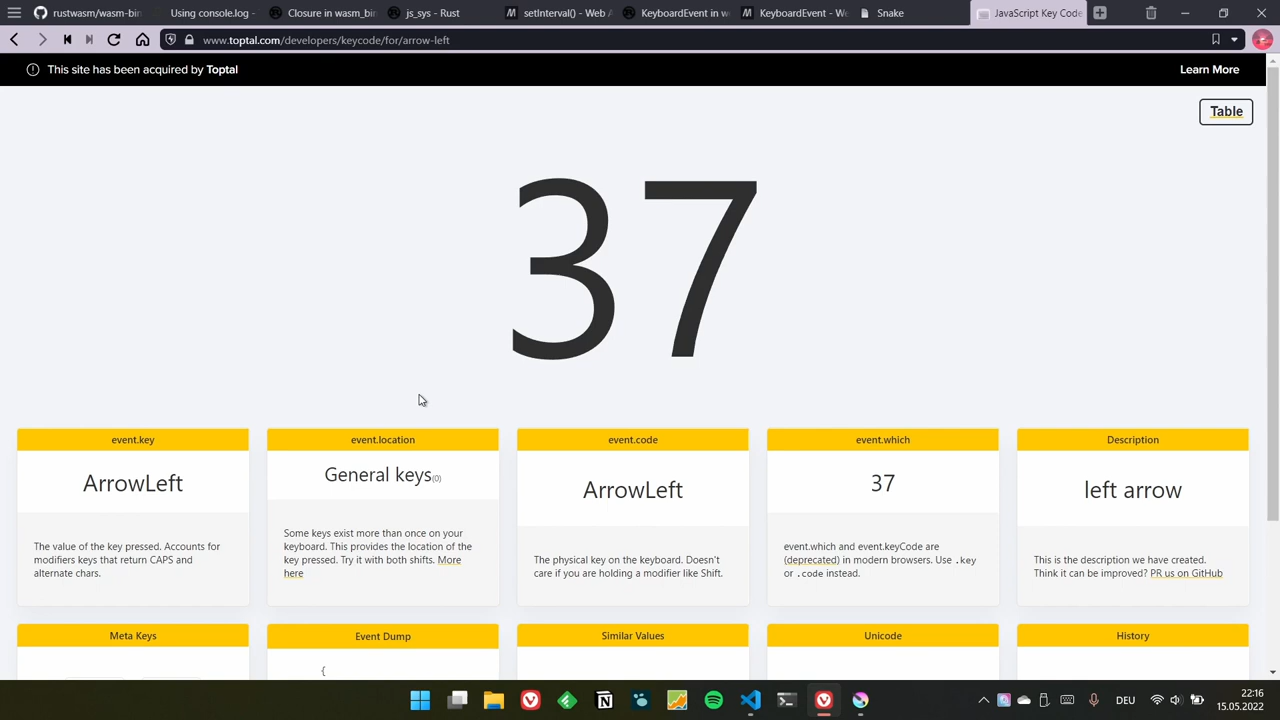 rustwasm/wasm-bin
Using console.log -
Closure in wasm_bin
js_sys - Rust
setInterval() - Web A
KeyboardEvent in w
KeyboardEvent - We
Snake
JavaScript Key Code
www.toptal.com/developers/keycode/for/arrow-left
This site has been acquired by Toptal
Learn More
Table
37
event.key
event.location
event.code
event.which
Description
ArrowLeft
General keys(0)
ArrowLeft
37
left arrow
The value of the key pressed. Accounts for
modifiers keys that return CAPS and
alternate chars.
Some keys exist more than once on your
keyboard. This provides the location of the
key pressed. Try it with both shifts. More
here
The physical key on the keyboard. Doesn't
care if you are holding a modifier like Shift.
event.which and event.keyCode are
(deprecated) in modern browsers. Use .key
or .code instead.
This is the description we have created.
Think it can be improved? PR us on GitHub
Meta Keys
Event Dump
Similar Values
Unicode
History
{
DEU
22:16
15.05.2022